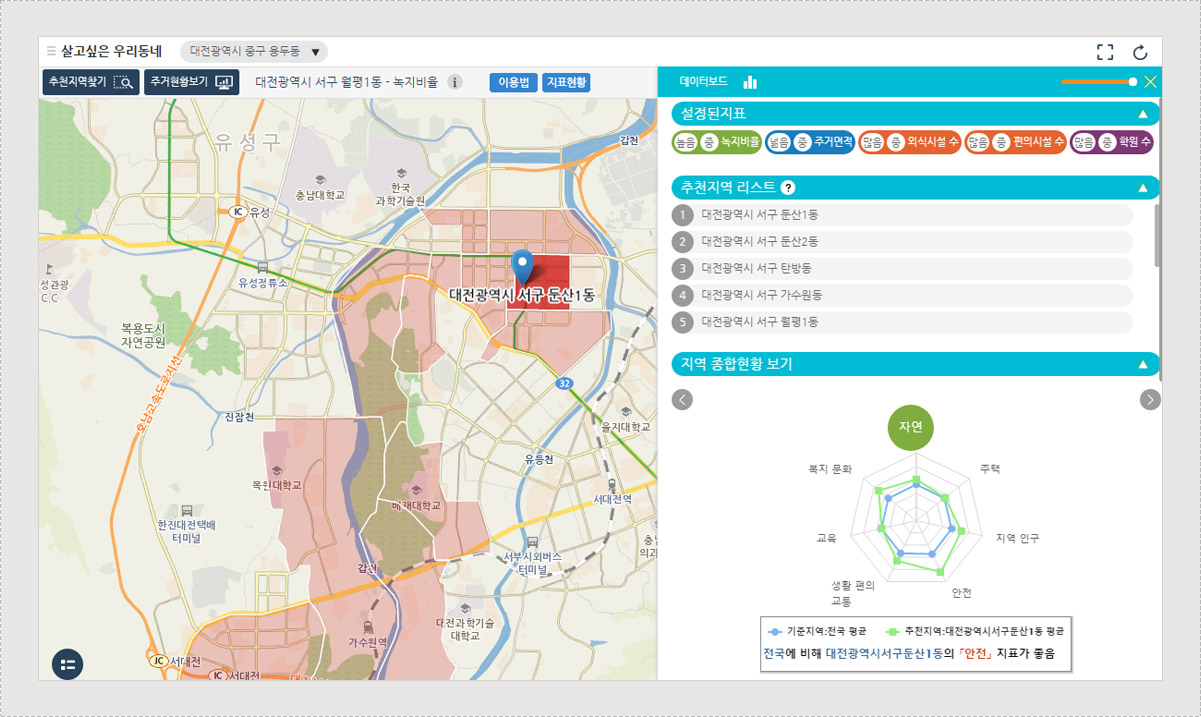 살고싶은 우리동네
대전광역시 중구 용두동 ▼
추천지역찾기
주거현황보기
대전광역시 서구 월평1동 - 녹지비율
이용법
지표현황
데이터보드
설정된지표
높음 중 녹지비율
넓음 중 주거면적
많음 중 외식시설 수
많음 중 편의시설 수
많음 중 학원 수
추천지역 리스트 ?
1 대전광역시 서구 둔산1동
2 대전광역시 서구 둔산2동
3 대전광역시 서구 탄방동
4 대전광역시 서구 가수원동
5 대전광역시 서구 월평1동
지역 종합현황 보기
자연
복지 문화
주택
교육
지역 인구
생활 편의
교통
안전
기준지역:전국 평균
추천지역:대전광역시서구둔산1동 평균
전국에 비해 대전광역시서구둔산1동의 「안전」 지표가 좋음
유성구
갑천
충남대학교
한국
과학기술원
IC 유성
유성정류소
성관광
C.C
대전광역시 서구 둔산1동
복용도시
자연공원
호남고속도로지선
32
진잠천
을지대학교
유등천
목원대학교
배재대학교
서대전역
한진대전택배
터미널
서부시외버스
터미널
충남
의과
갑천
대전과학기술
대학교
가수원역
JC 서대전
IC 서대전